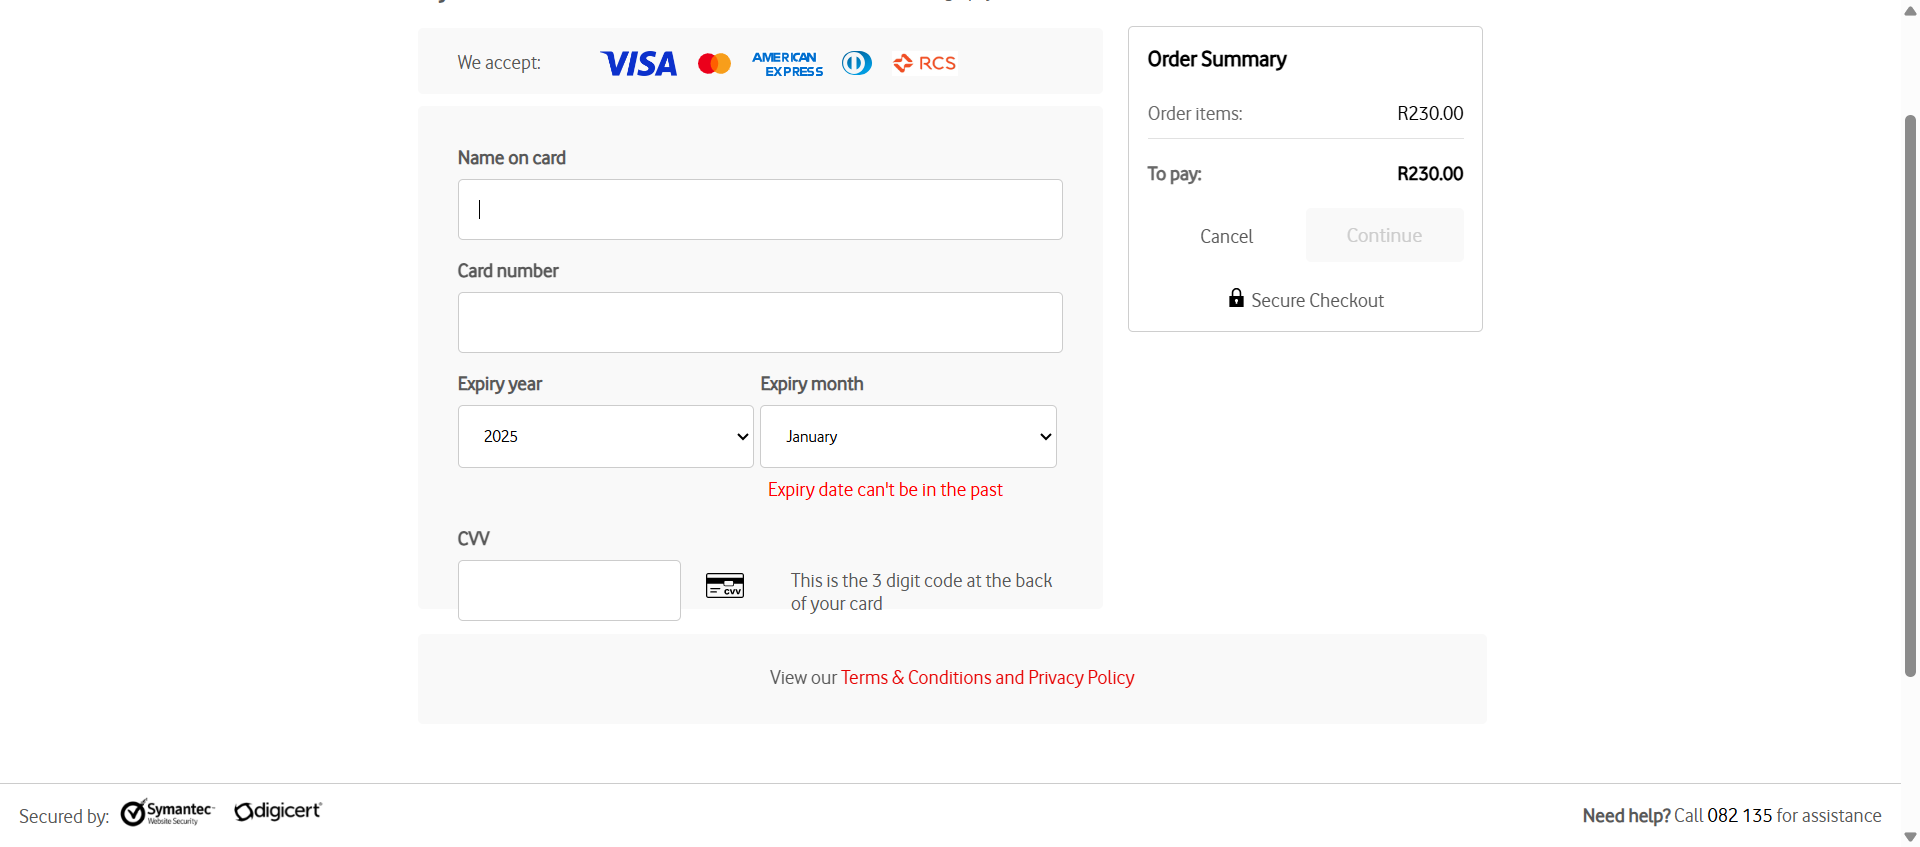 We accept:
VISA
AMERICAN
EXPRESS
RCS
Order Summary
Order items: R230.00
To pay: R230.00
Cancel
Continue
Secure Checkout
Name on card
Card number
Expiry year
Expiry month
2025
January
Expiry date can't be in the past
CVV
CVV
This is the 3 digit code at the back
of your card
View our Terms & Conditions and Privacy Policy
Secured by:
Symantec
Website Security
digicert
Need help? Call 082 135 for assistance